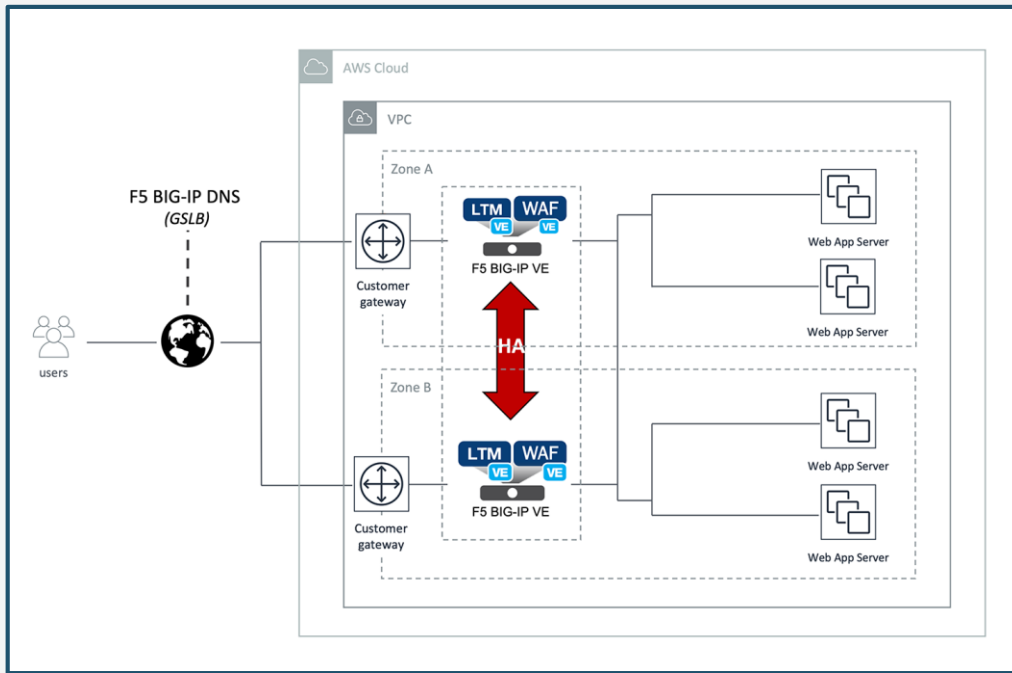 AWS Cloud
VPC
F5 BIG-IP DNS
(GSLB)
users
Zone A
Customer
gateway
LTM WAF
VE VE
F5 BIG-IP VE
Web App Server
Web App Server
HA
Zone B
Customer
gateway
LTM WAF
VE VE
F5 BIG-IP VE
Web App Server
Web App Server